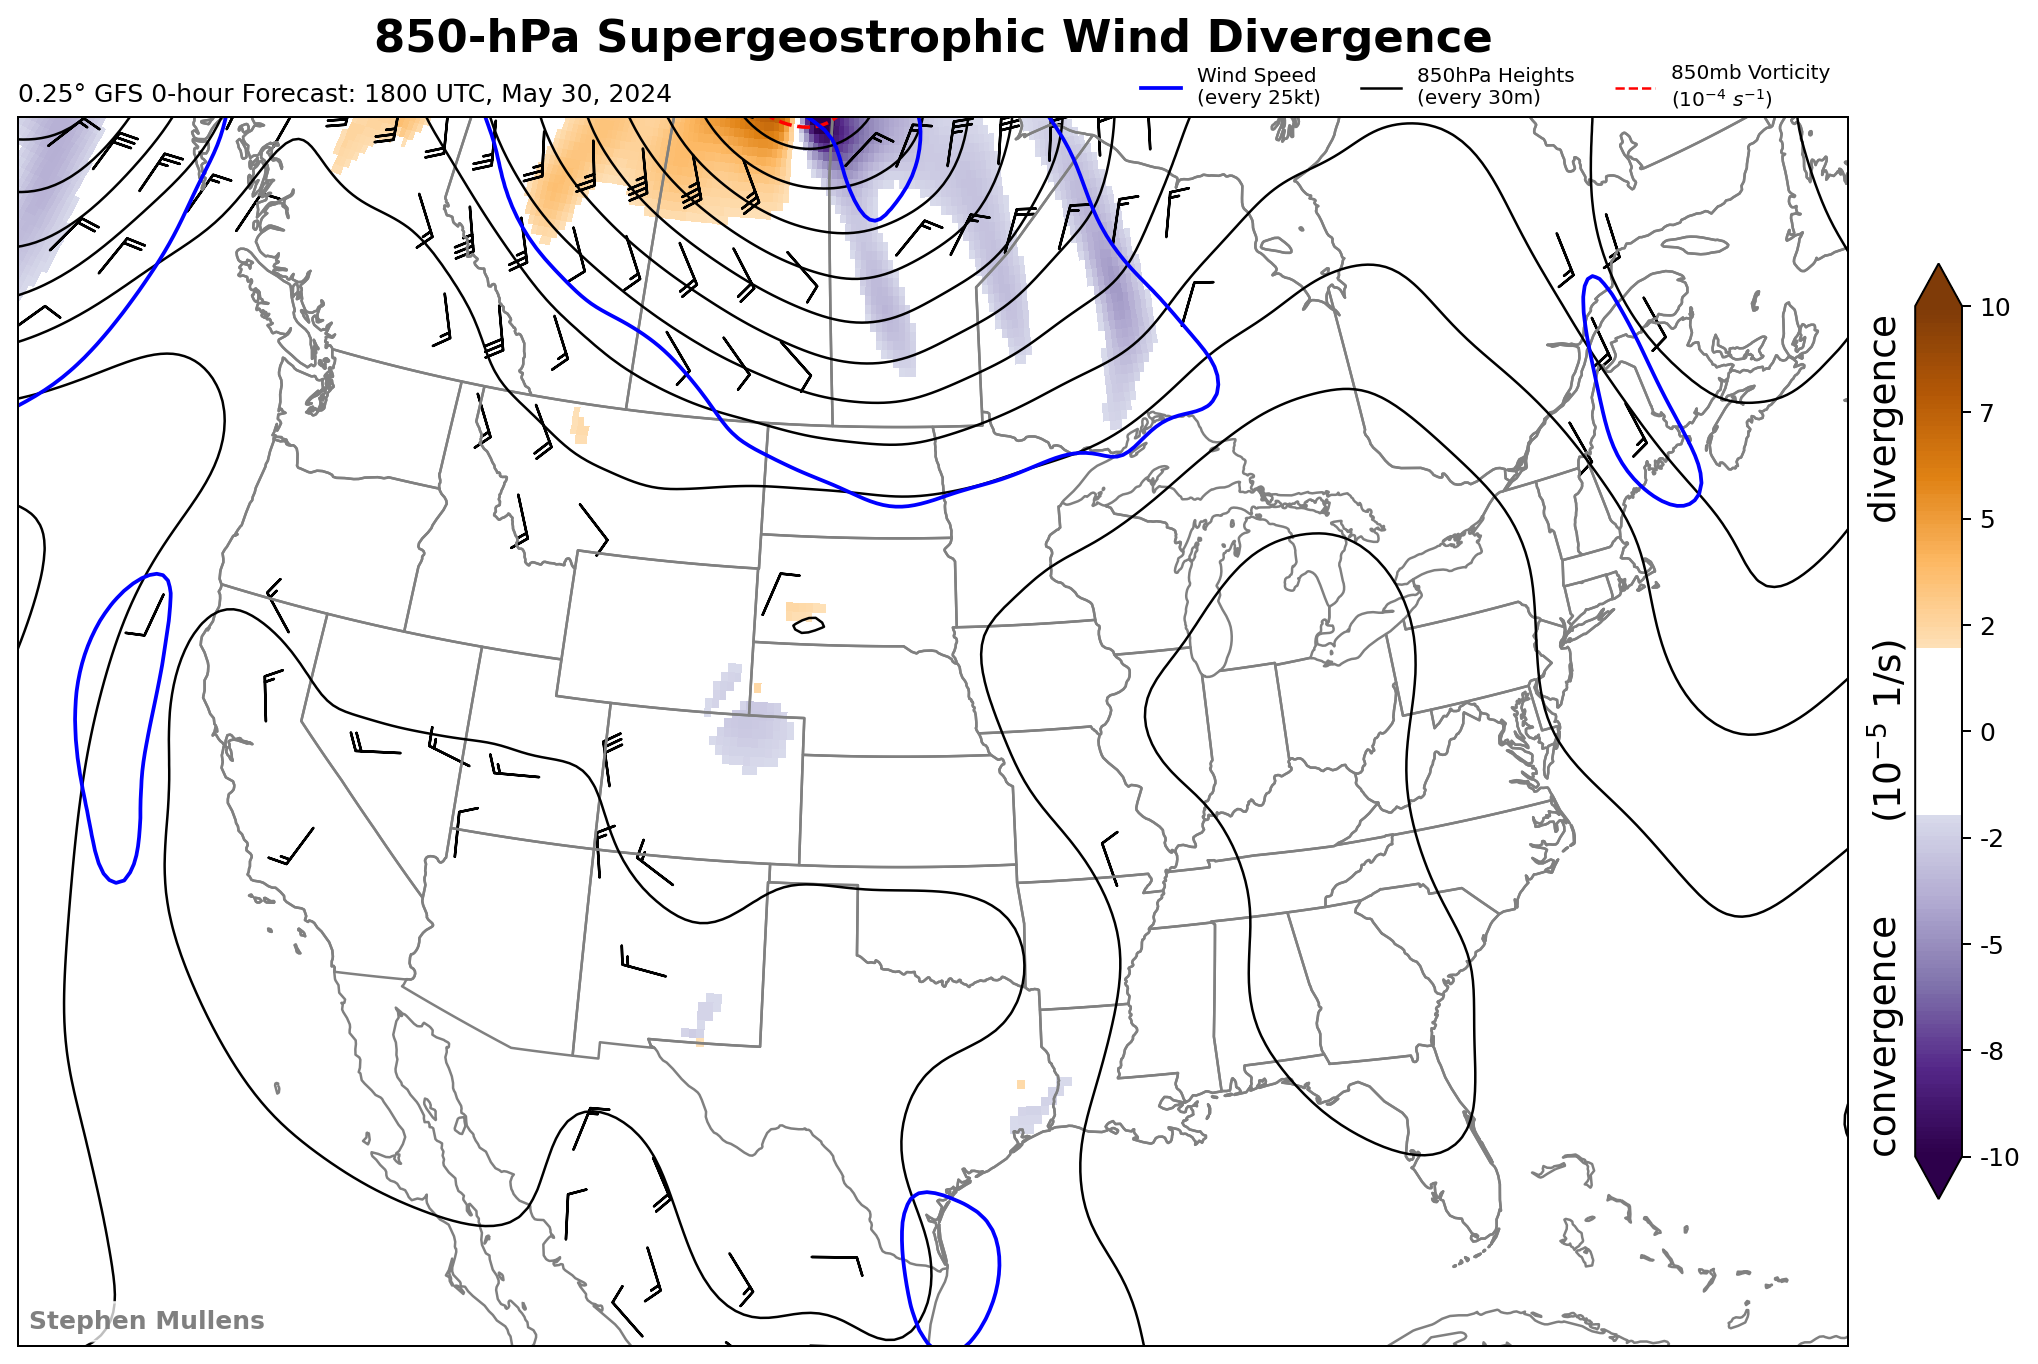 850-hPa Supergeostrophic Wind Divergence
0.25° GFS 0-hour Forecast: 1800 UTC, May 30, 2024
Wind Speed
(every 25kt)
850hPa Heights
(every 30m)
850mb Vorticity
(10⁻⁴ s⁻¹)
10
7
5
2
0
-2
-5
-8
-10
convergence (10⁻⁵ 1/s) divergence
Stephen Mullens